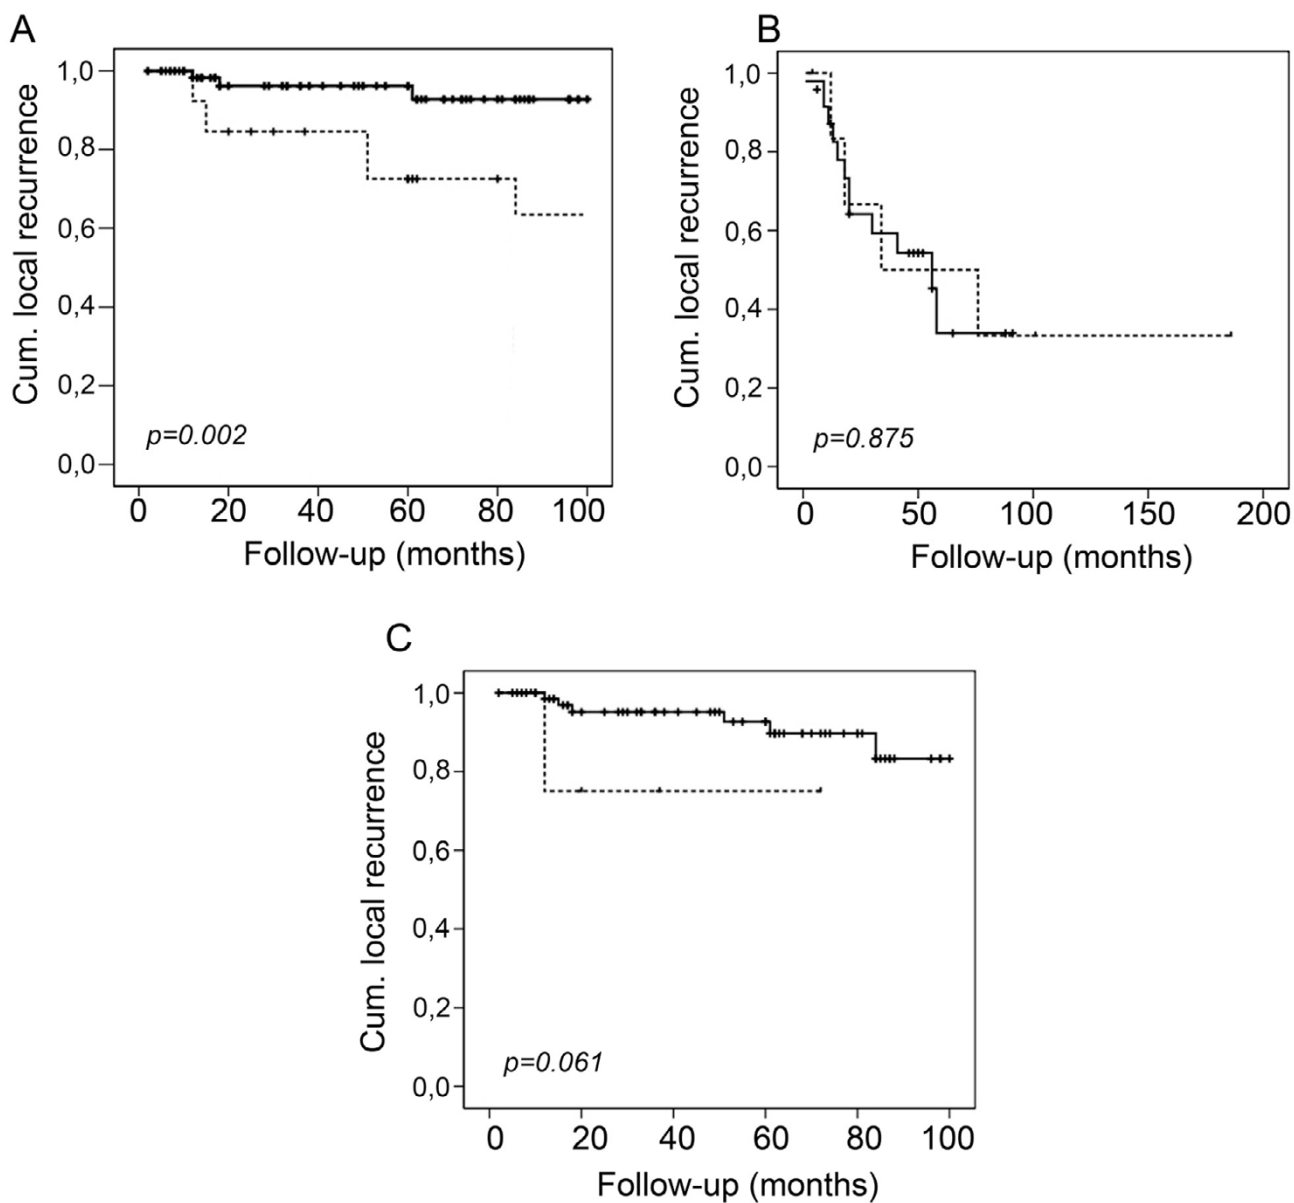 A
Cum. local recurrence
1,0
0,8
0,6
0,4
0,2
0,0
p=0.002
0 20 40 60 80 100
Follow-up (months)
B
Cum. local recurrence
1,0
0,8
0,6
0,4
0,2
0,0
p=0.875
0 50 100 150 200
Follow-up (months)
C
Cum. local recurrence
1,0
0,8
0,6
0,4
0,2
0,0
p=0.061
0 20 40 60 80 100
Follow-up (months)